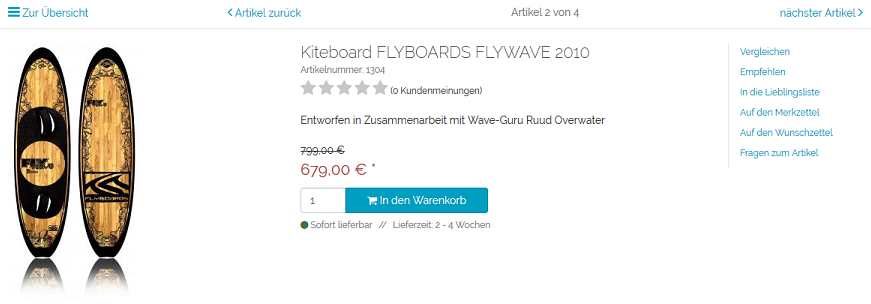 Zur Übersicht
Artikel zurück
Artikel 2 von 4
nächster Artikel
Kiteboard FLYBOARDS FLYWAVE 2010
Artikelnummer: 1304
(0 Kundenmeinungen)
Entworfen in Zusammenarbeit mit Wave-Guru Ruud Overwater
799,00 €
679,00 € *
1
In den Warenkorb
Sofort lieferbar // Lieferzeit: 2 - 4 Wochen
Vergleichen
Empfehlen
In die Lieblingsliste
Auf den Merkzettel
Auf den Wunschzettel
Fragen zum Artikel
FLYBOARDS